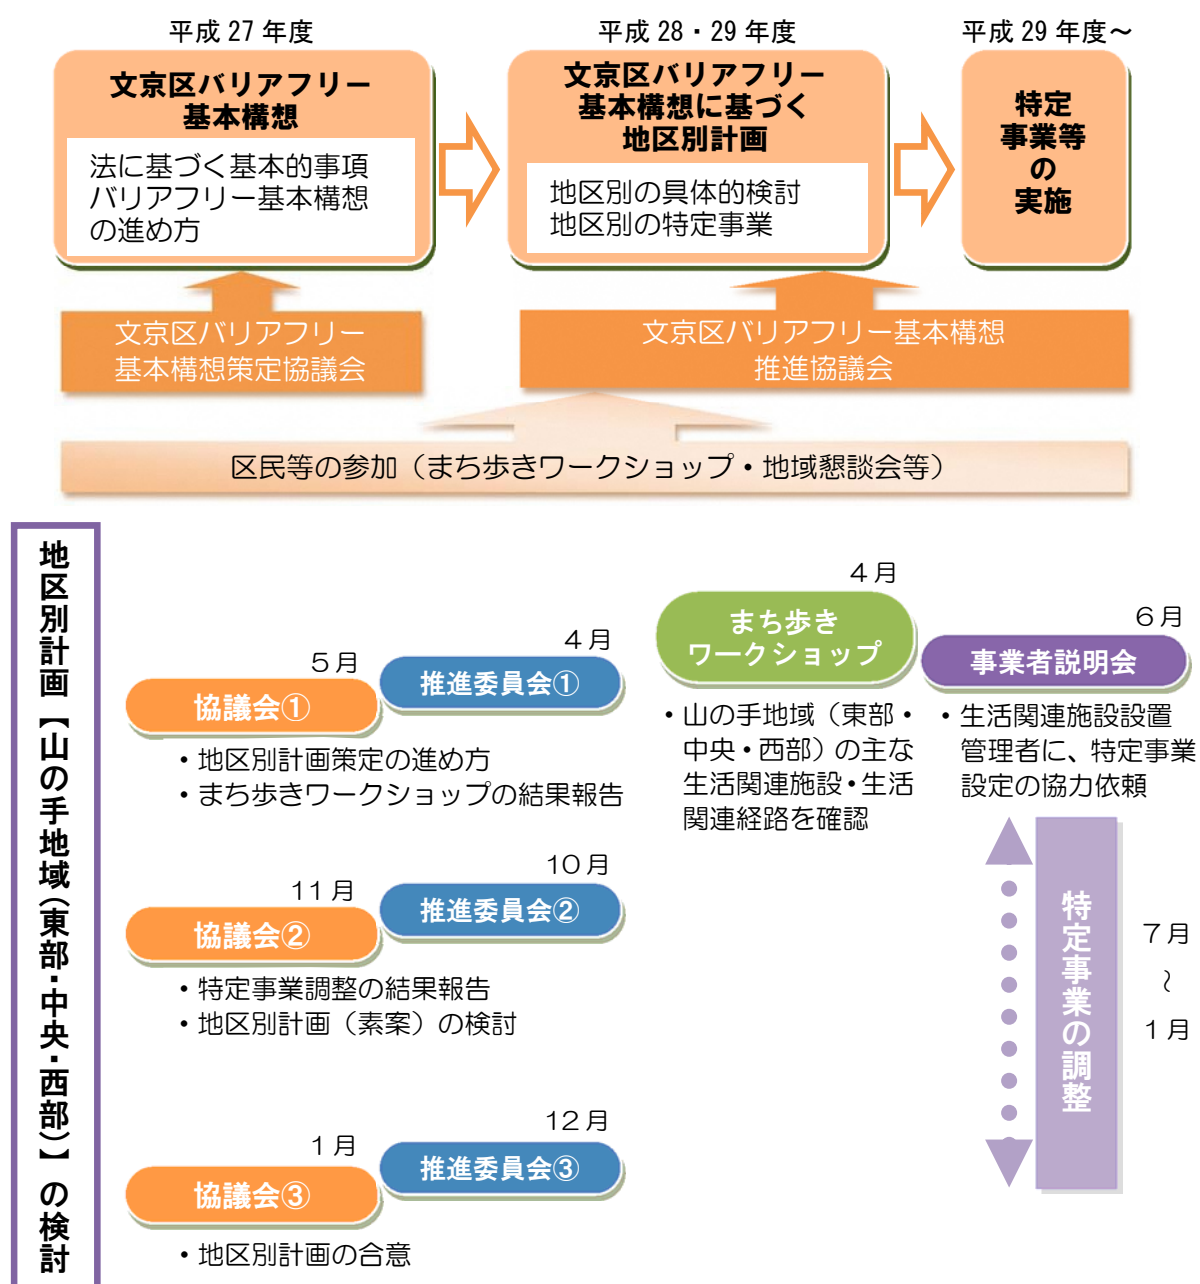 平成 27 年度
文京区バリアフリー
基本構想
法に基づく基本的事項
バリアフリー基本構想
の進め方
平成 28・29 年度
文京区バリアフリー
基本構想に基づく
地区別計画
地区別の具体的検討
地区別の特定事業
平成 29 年度～
特定
事業等
の
実施
文京区バリアフリー
基本構想策定協議会
文京区バリアフリー基本構想
推進協議会
区民等の参加（まち歩きワークショップ・地域懇談会等）
地区別計画【山の手地域（東部・中央・西部）】の検討
5月
協議会①
4月
推進委員会①
・地区別計画策定の進め方
・まち歩きワークショップの結果報告
4月
まち歩き
ワークショップ
・山の手地域（東部・
中央・西部）の主な
生活関連施設・生活
関連経路を確認
6月
事業者説明会
・生活関連施設設置
管理者に、特定事業
設定の協力依頼
11月
協議会②
10月
推進委員会②
・特定事業調整の結果報告
・地区別計画（素案）の検討
特定事業の調整
7月
～
1月
1月
協議会③
12月
推進委員会③
・地区別計画の合意